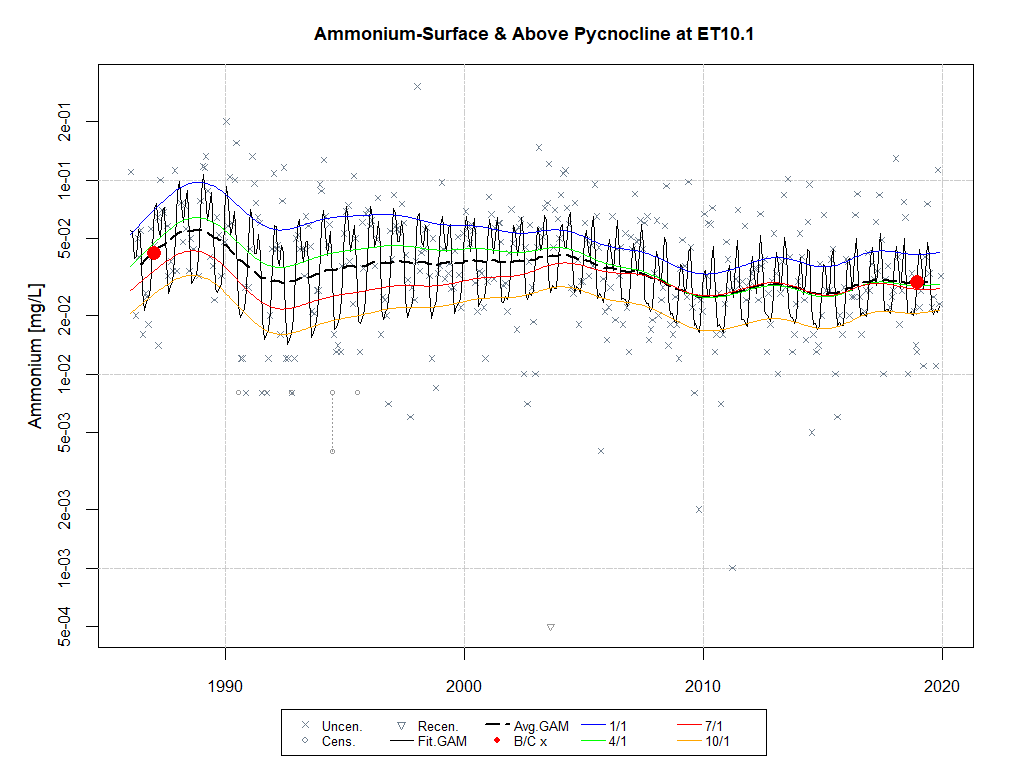 Ammonium-Surface & Above Pycnocline at ET10.1
Ammonium [mg/L]
2e-01
1e-01
5e-02
2e-02
1e-02
5e-03
2e-03
1e-03
5e-04
1990 2000 2010 2020
Uncen. Recen. Avg.GAM 1/1 7/1
Cens. Fit.GAM B/C x 4/1 10/1